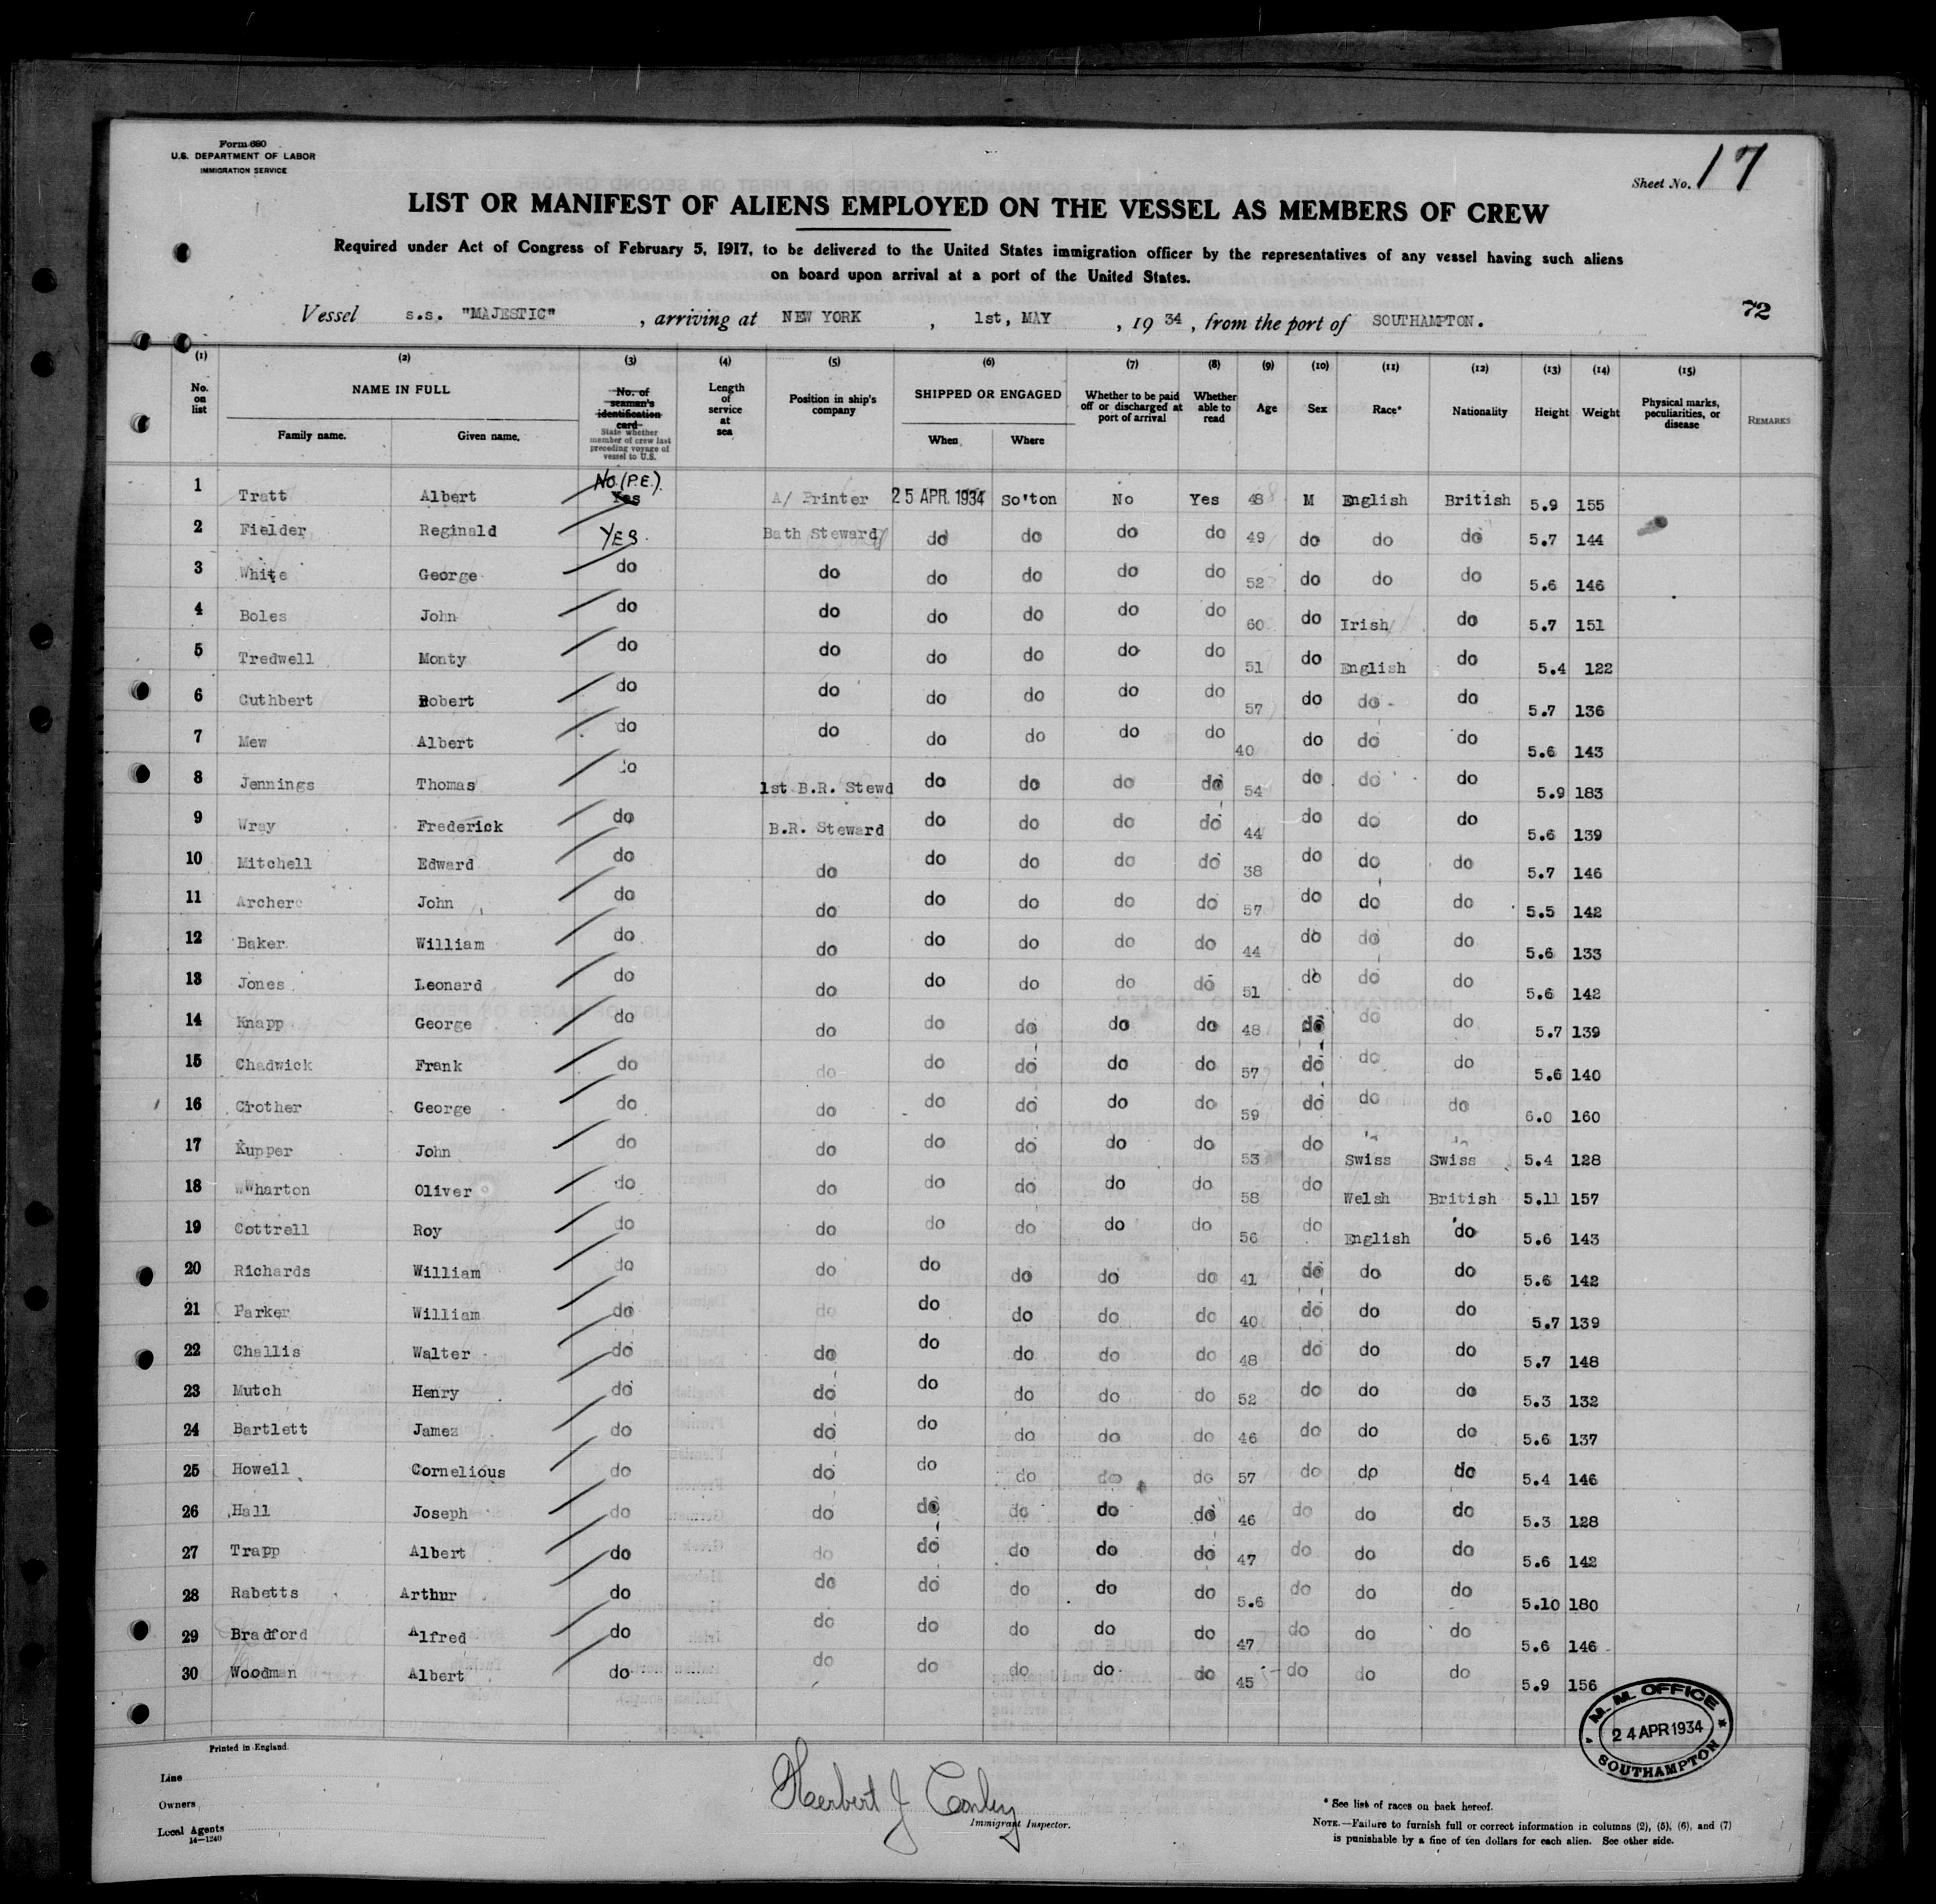 Form 680
U.S. DEPARTMENT OF LABOR
IMMIGRATION SERVICE
Sheet No. 17
LIST OR MANIFEST OF ALIENS EMPLOYED ON THE VESSEL AS MEMBERS OF CREW
Required under Act of Congress of February 5, 1917, to be delivered to the United States immigration officer by the representatives of any vessel having such aliens
on board upon arrival at a port of the United States.
Vessel s.s. "MAJESTIC", arriving at NEW YORK, 1st, MAY, 19 34, from the port of SOUTHAMPTON. 72
(1) (2) (3) (4) (5) (6) (7) (8) (9) (10) (11) (12) (13) (14) (15)
No. on list NAME IN FULL Family name. Given name. No. of seaman's identification card State whether member of crew last preceding voyage of vessel to U.S. Length of service at sea Position in ship's company SHIPPED OR ENGAGED When Where Whether to be paid off or discharged at port of arrival Whether able to read Age Sex Race* Nationality Height Weight Physical marks, peculiarities, or disease REMARKS
1 Tratt Albert No (P.E.). Yes A/ Printer 25 APR. 1934 So'ton No Yes 48 M English British 5.9 155
2 Fielder Reginald YES. Bath Steward do do do do 49 do do do 5.7 144
3 White George do do do do do do 52 do do do 5.6 146
4 Boles John do do do do do do 60 do Irish do 5.7 151
5 Tredwell Monty do do do do do do 51 do English do 5.4 122
6 Cuthbert Robert do do do do do do 57 do do do 5.7 136
7 Mew Albert do do do do do do 40 do do do 5.6 143
8 Jennings Thomas do 1st B.R. Stewd do do do do 54 do do do 5.9 183
9 Wray Frederick do B.R. Steward do do do do 44 do do do 5.6 139
10 Mitchell Edward do do do do do do 38 do do do 5.7 146
11 Archer John do do do do do do 57 do do do 5.5 142
12 Baker William do do do do do do 44 do do do 5.6 133
13 Jones Leonard do do do do do do 51 do do do 5.6 142
14 Knapp George do do do do do do 48 do do do 5.7 139
15 Chadwick Frank do do do do do do 57 do do do 5.6 140
16 Crother George do do do do do do 59 do do do 6.0 160
17 Kupper John do do do do do do 53 do Swiss Swiss 5.4 128
18 Wharton Oliver do do do do do do 58 do Welsh British 5.11 157
19 Cottrell Roy do do do do do do 56 do English do 5.6 143
20 Richards William do do do do do do 41 do do do 5.6 142
21 Parker William do do do do do do 40 do do do 5.7 139
22 Challis Walter do do do do do do 48 do do do 5.7 148
23 Mutch Henry do do do do do do 52 do do do 5.3 132
24 Bartlett James do do do do do do 46 do do do 5.6 137
25 Howell Cornelious do do do do do do 57 do do do 5.4 146
26 Hall Joseph do do do do do do 46 do do do 5.3 128
27 Trapp Albert do do do do do do 47 do do do 5.6 142
28 Rabetts Arthur do do do do do do 5.6 do do do 5.10 180
29 Bradford Alfred do do do do do do 47 do do do 5.6 146
30 Woodman Albert do do do do do do 45 do do do 5.9 156
M. M. OFFICE
24 APR 1934
SOUTHAMPTON
Printed in England.
Line
Owners
Local Agents
14-1240
Herbert J Conley
Immigrant Inspector.
* See list of races on back hereof.
NOTE.—Failure to furnish full or correct information in columns (2), (5), (6), and (7)
is punishable by a fine of ten dollars for each alien. See other side.